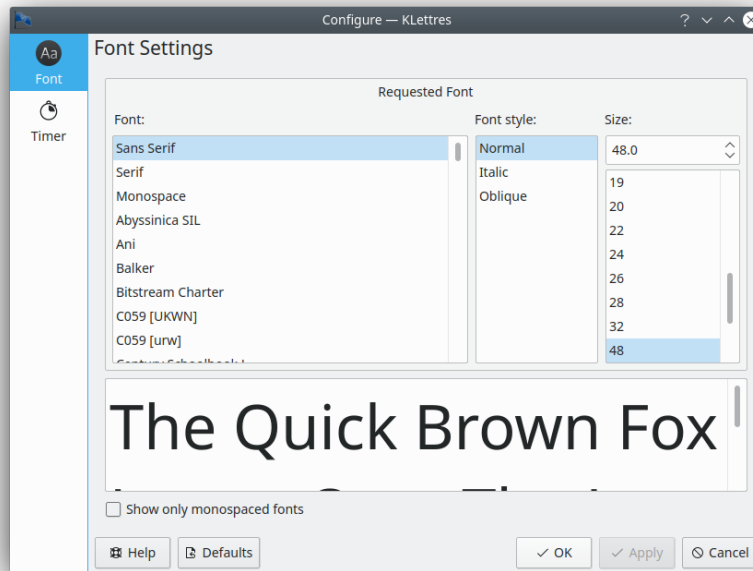 Configure — KLettres
Aa
Font
Timer
Font Settings
Requested Font
Font: Font style: Size:
Sans Serif
Serif
Monospace
Abyssinica SIL
Ani
Balker
Bitstream Charter
C059 [UKWN]
C059 [urw]
Normal
Italic
Oblique
48.0
19
20
22
24
26
28
32
48
The Quick Brown Fox
Show only monospaced fonts
Help Defaults OK Apply Cancel